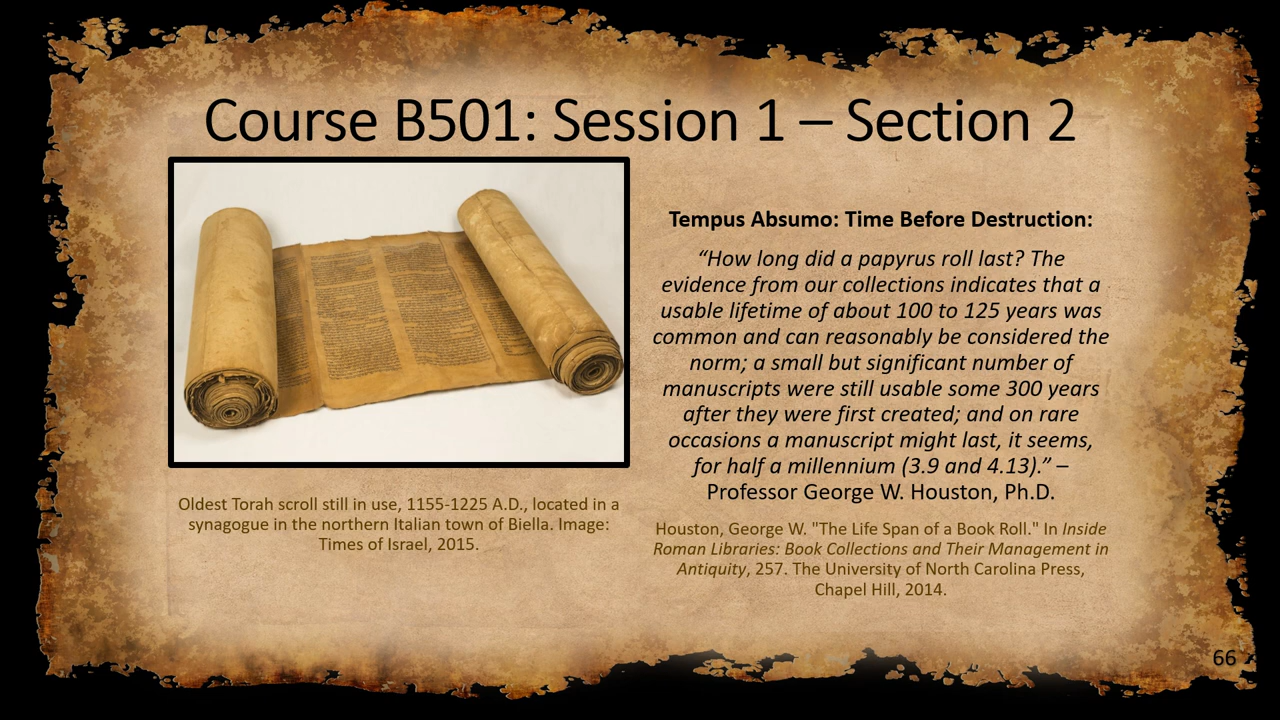 Course B501: Session 1 – Section 2
Tempus Absumo: Time Before Destruction:
“How long did a papyrus roll last? The
evidence from our collections indicates that a
usable lifetime of about 100 to 125 years was
common and can reasonably be considered the
norm; a small but significant number of
manuscripts were still usable some 300 years
after they were first created; and on rare
occasions a manuscript might last, it seems,
for half a millennium (3.9 and 4.13).” –
Professor George W. Houston, Ph.D.
Houston, George W. "The Life Span of a Book Roll." In Inside
Roman Libraries: Book Collections and Their Management in
Antiquity, 257. The University of North Carolina Press,
Chapel Hill, 2014.
Oldest Torah scroll still in use, 1155-1225 A.D., located in a
synagogue in the northern Italian town of Biella. Image:
Times of Israel, 2015.
66